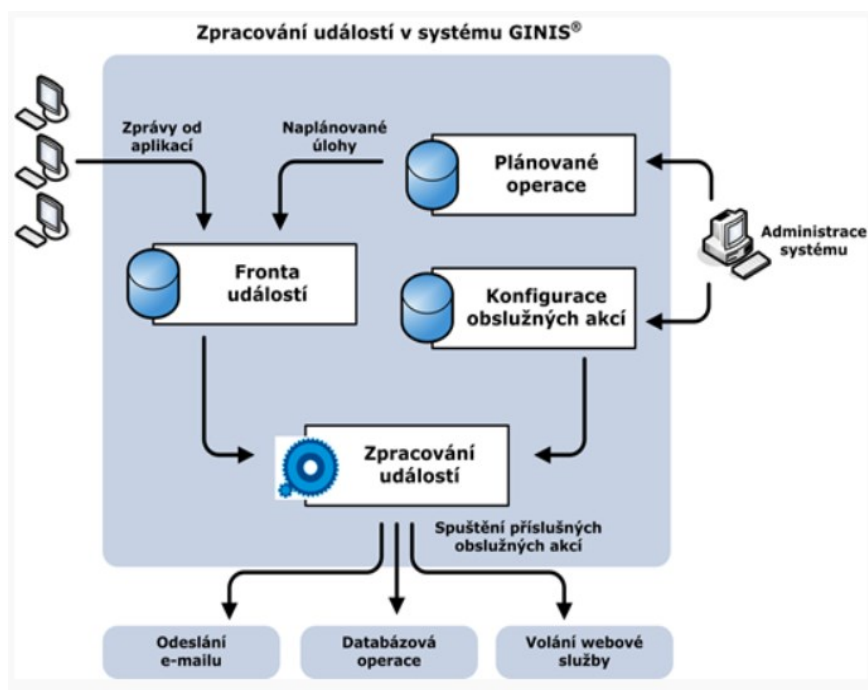 Zpracování událostí v systému GINIS®
Zprávy od
aplikací
Naplánované
úlohy
Plánované
operace
Administrace
systému
Fronta
událostí
Konfigurace
obslužných akcí
Zpracování
událostí
Spuštění příslušných
obslužných akcí
Odeslání
e-mailu
Databázová
operace
Volání webové
služby